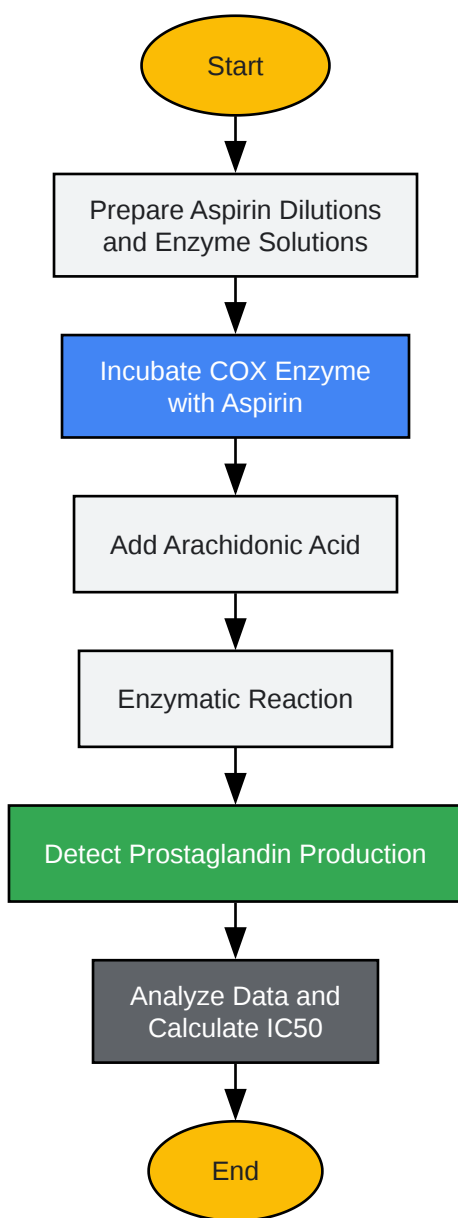 Start
Prepare Aspirin Dilutions
and Enzyme Solutions
Incubate COX Enzyme
with Aspirin
Add Arachidonic Acid
Enzymatic Reaction
Detect Prostaglandin Production
Analyze Data and
Calculate IC50
End